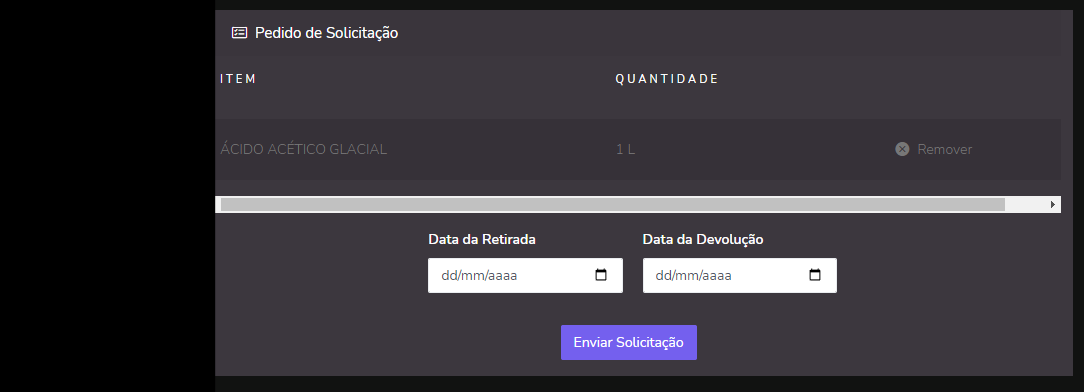 Pedido de Solicitação
ITEM QUANTIDADE
ÁCIDO ACÉTICO GLACIAL 1 L Remover
Data da Retirada Data da Devolução
dd/mm/aaaa dd/mm/aaaa
Enviar Solicitação